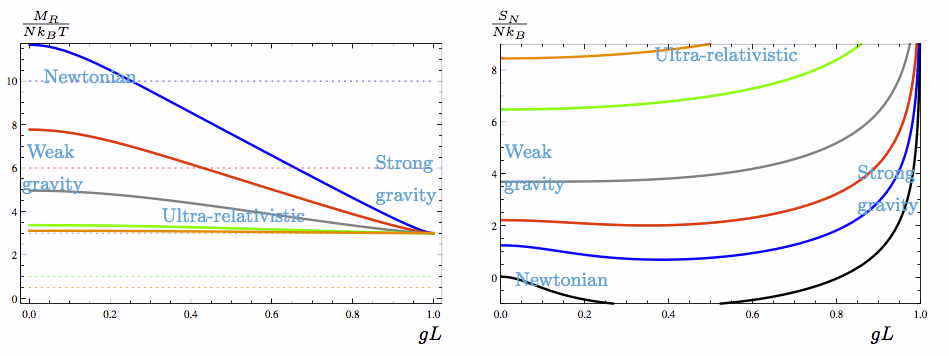 M_R / Nk_BT
Newtonian
Weak
gravity
Strong
gravity
Ultra-relativistic
0 2 4 6 8 10
0.0 0.2 0.4 0.6 0.8 1.0
gL
S_N / Nk_B
Ultra-relativistic
Weak
gravity
Strong
gravity
Newtonian
0 2 4 6 8
0.0 0.2 0.4 0.6 0.8 1.0
gL